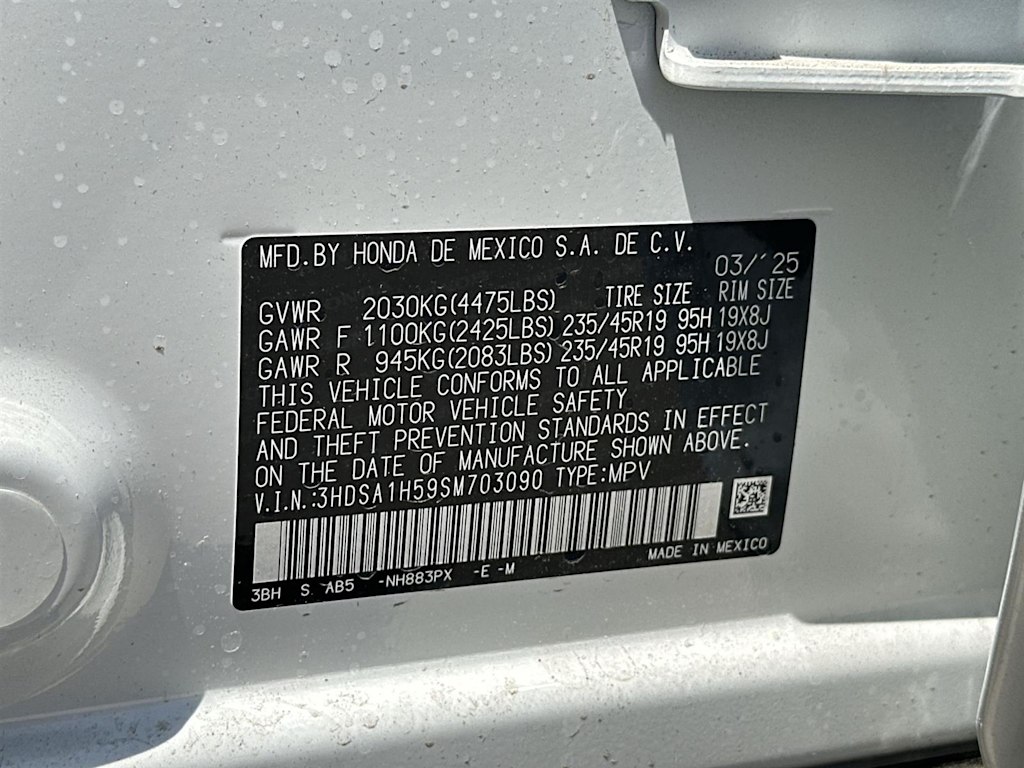 MFD.BY HONDA DE MEXICO S.A. DE C.V.
03/'25
GVWR 2030KG(4475LBS) TIRE SIZE RIM SIZE
GAWR F 1100KG(2425LBS) 235/45R19 95H 19X8J
GAWR R 945KG(2083LBS) 235/45R19 95H 19X8J
THIS VEHICLE CONFORMS TO ALL APPLICABLE
FEDERAL MOTOR VEHICLE SAFETY
AND THEFT PREVENTION STANDARDS IN EFFECT
ON THE DATE OF MANUFACTURE SHOWN ABOVE.
V.I.N.:3HDSA1H59SM703090 TYPE:MPV
MADE IN MEXICO
3BH S AB5 -NH883PX -E -M